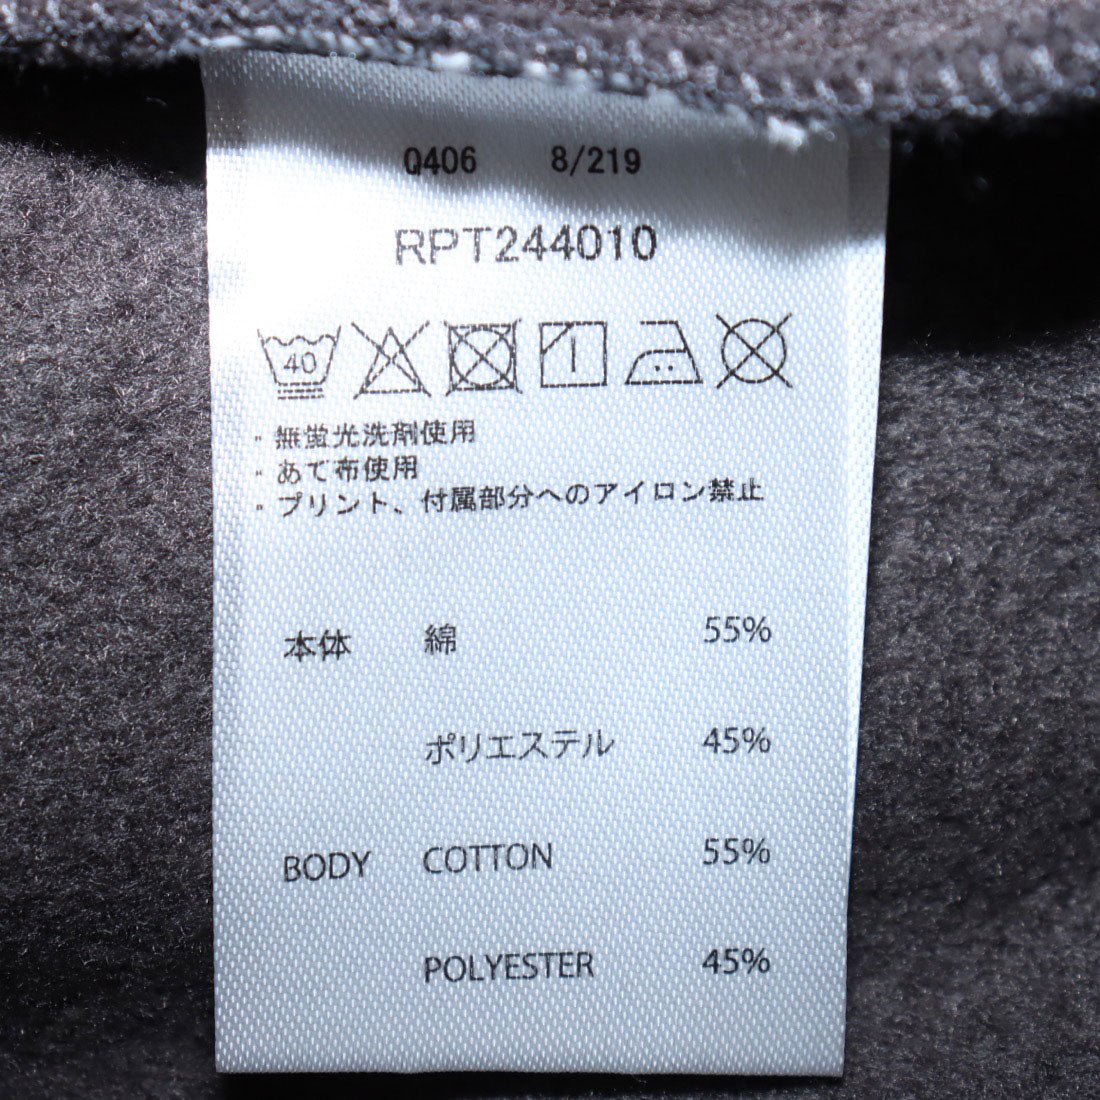 Q406 8/219
RPT244010
40
・無蛍光洗剤使用
・あて布使用
・プリント、付属部分へのアイロン禁止
本体 綿 55%
ポリエステル 45%
BODY COTTON 55%
POLYESTER 45%